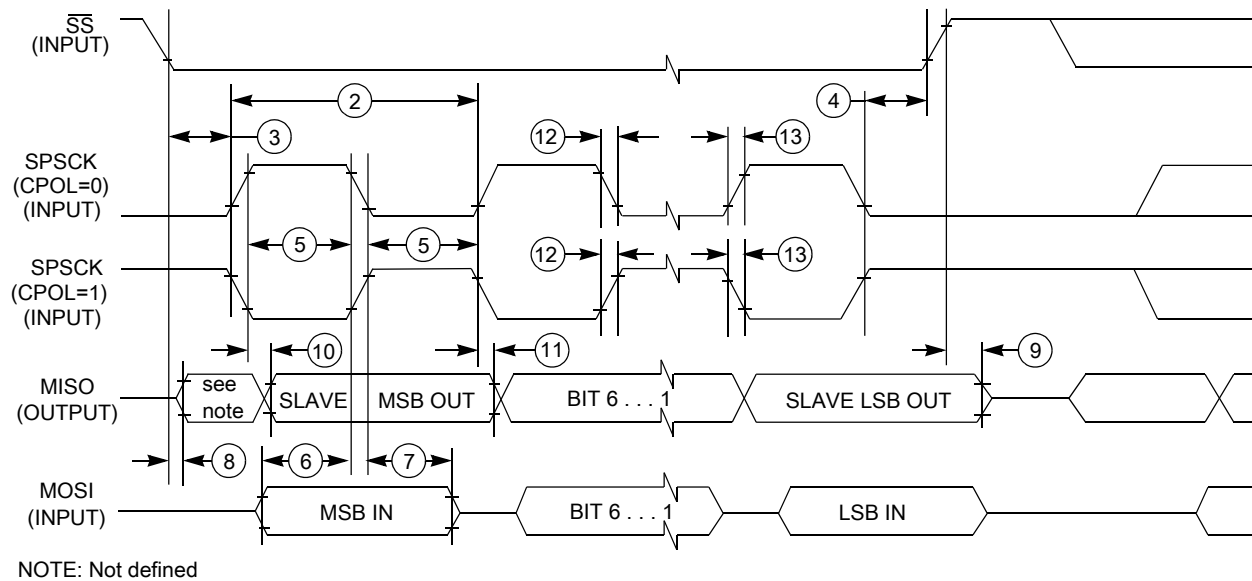 SS
(INPUT)
2
4
3
12
13
SPSCK
(CPOL=0)
(INPUT)
5
5
12
13
SPSCK
(CPOL=1)
(INPUT)
10
11
9
MISO
(OUTPUT)
see
note
SLAVE
MSB OUT
BIT 6 . . . 1
SLAVE LSB OUT
8
6
7
MOSI
(INPUT)
MSB IN
BIT 6 . . . 1
LSB IN
NOTE: Not defined